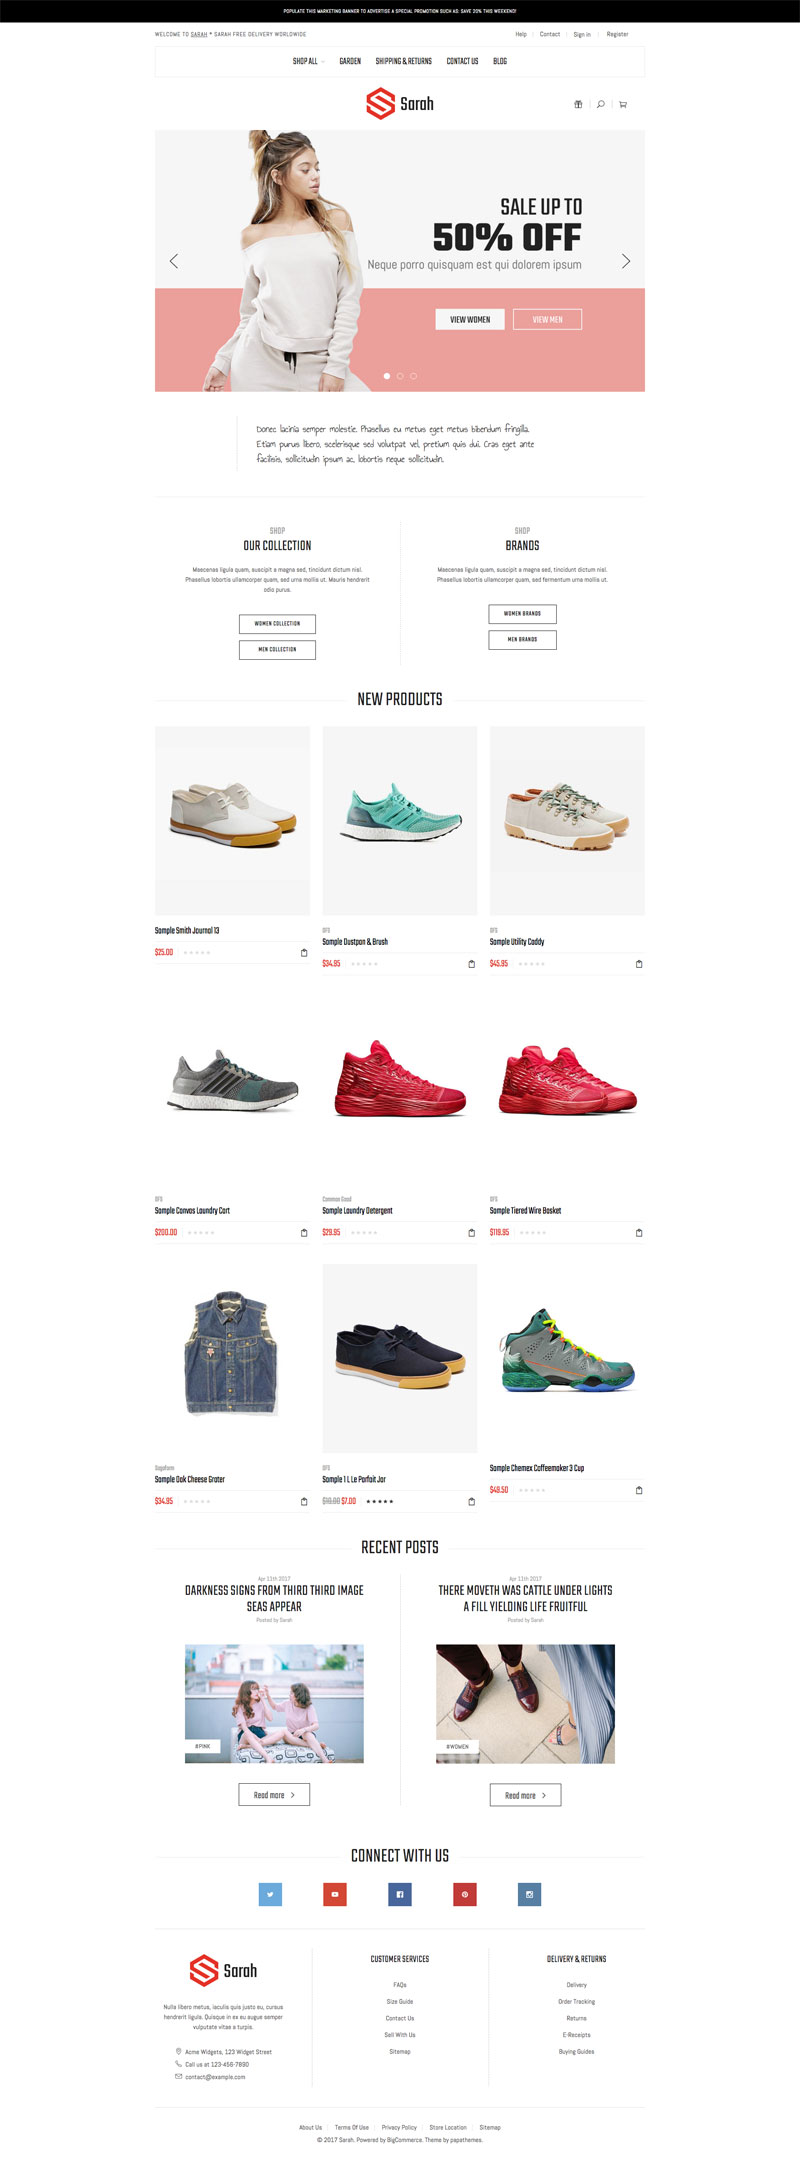 POPULATE THIS MARKETING BANNER TO ADVERTISE A SPECIAL PROMOTION SUCH AS: SAVE 20% THIS WEEKEND!
WELCOME TO SARAH * SARAH FREE DELIVERY WORLDWIDE
Help Contact Sign in Register
SHOP ALL GARDEN SHIPPING & RETURNS CONTACT US BLOG
Sarah
SALE UP TO
50% OFF
Neque porro quisquam est qui dolorem ipsum
VIEW WOMEN VIEW MEN
Donec lacinia semper molestie. Phasellus eu metus eget metus bibendum fringilla.
Etiam purus libero, scelerisque sed volutpat vel, pretium quis dui. Cras eget ante
facilisis, sollicitudin ipsum ac, lobortis neque sollicitudin.
SHOP
OUR COLLECTION
Maecenas ligula quam, suscipit a magna sed, tincidunt dictum nisl.
Phasellus lobortis ullamcorper quam, sed urna mollis ut. Mauris hendrerit
odio purus.
WOMEN COLLECTION
MEN COLLECTION
SHOP
BRANDS
Maecenas ligula quam, suscipit a magna sed, tincidunt dictum nisl.
Phasellus lobortis ullamcorper quam, sed fermentum urna mollis ut.
WOMEN BRANDS
MEN BRANDS
NEW PRODUCTS
Sample Smith Journal 13
$25.00
OFS
Sample Dustpan & Brush
$34.95
OFS
Sample Utility Caddy
$45.95
OFS
Sample Canvas Laundry Cart
$200.00
Common Good
Sample Laundry Detergent
$29.95
OFS
Sample Tiered Wire Basket
$119.95
Sagaform
Sample Oak Cheese Grater
$34.95
OFS
Sample 1 L Le Parfait Jar
$7.00
Sample Chemex Coffeemaker 3 Cup
$49.50
RECENT POSTS
Apr 11th 2017
DARKNESS SIGNS FROM THIRD THIRD IMAGE
SEAS APPEAR
Posted by Sarah
#PINK
Read more
Apr 11th 2017
THERE MOVETH WAS CATTLE UNDER LIGHTS
A FILL YIELDING LIFE FRUITFUL
Posted by Sarah
#WOMEN
Read more
CONNECT WITH US
Sarah
Nulla libero metus, iaculis quis justo eu, cursus
hendrerit ligula. Quisque in ex eu augue semper
vulputate vitae a turpis.
Acme Widgets, 123 Widget Street
Call us at 123-456-7890
contact@example.com
CUSTOMER SERVICES
FAQs
Size Guide
Contact Us
Sell With Us
Sitemap
DELIVERY & RETURNS
Delivery
Order Tracking
Returns
E-Receipts
Buying Guides
About Us Terms Of Use Privacy Policy Store Location Sitemap
© 2017 Sarah. Powered by BigCommerce. Theme by papathemes.